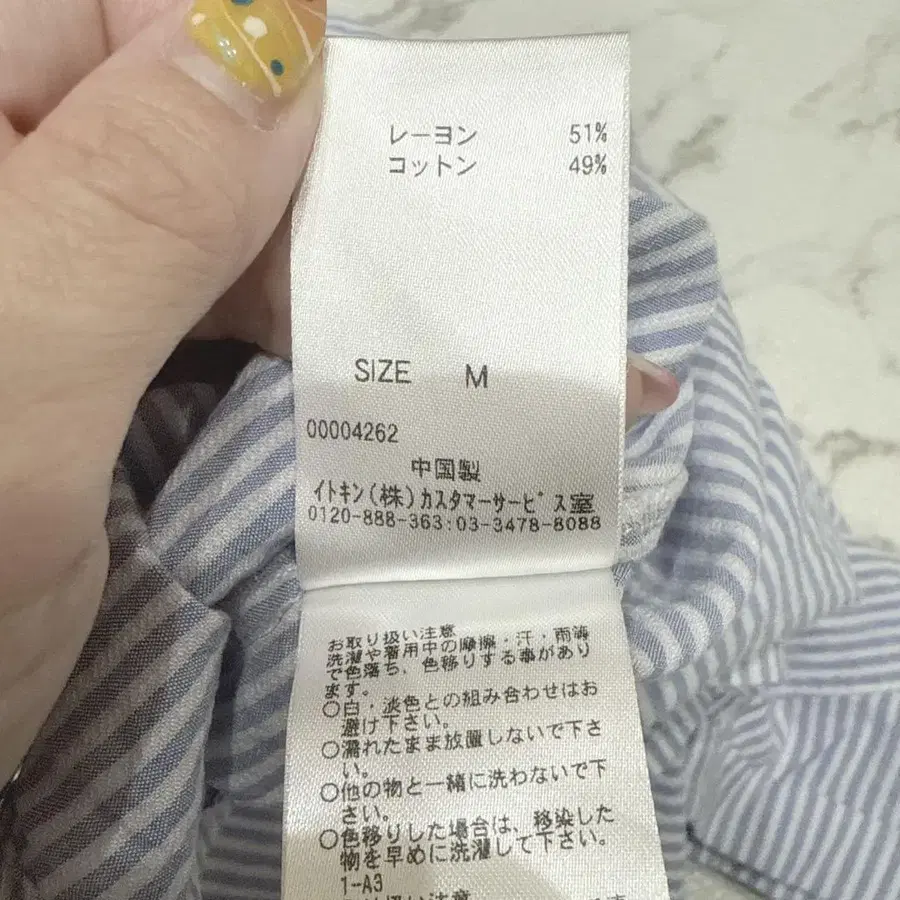 レーヨン 51%
コットン 49%
SIZE M
00004262
中国製
イトキン(株)カスタマーサービス室
0120-888-363:03-3478-8088
お取り扱い注意
洗濯や着用中の摩擦・汗・雨等
で色落ち、色移りする事があり
ます。
○白・淡色との組み合わせはお
避け下さい。
○濡れたまま放置しないで下さ
い。
○他の物と一緒に洗わないで下
さい。
○色移りした場合は、移染した
物を早めに洗濯して下さい。
1-A3